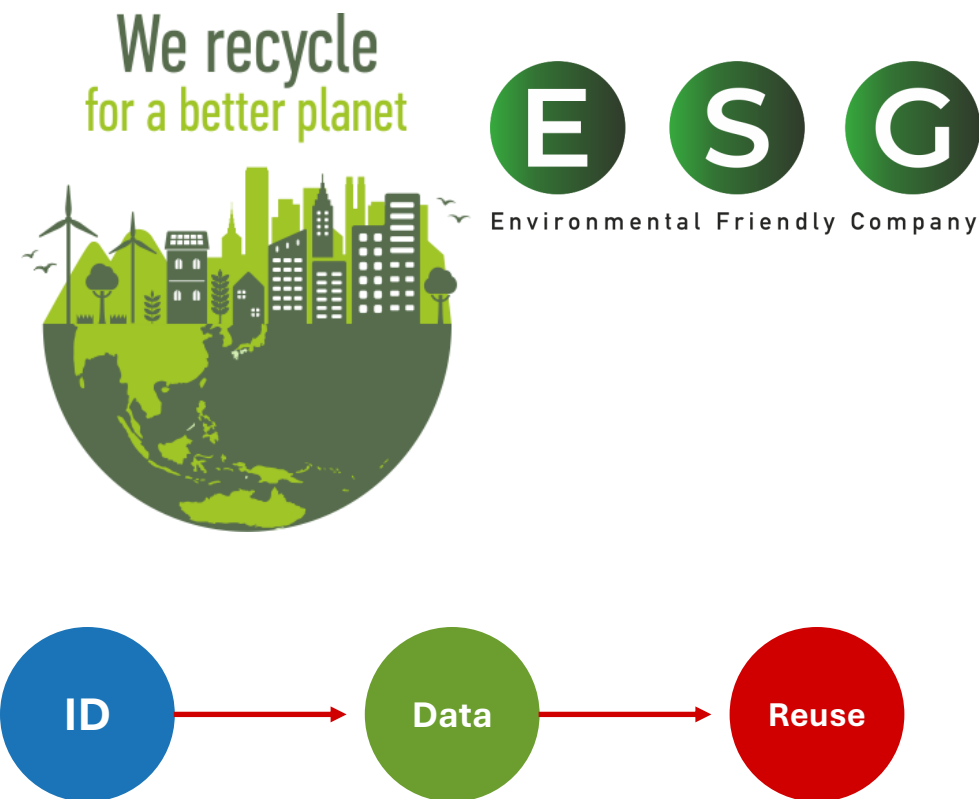 We recycle
for a better planet
E S G
Environmental Friendly Company
ID
Data
Reuse